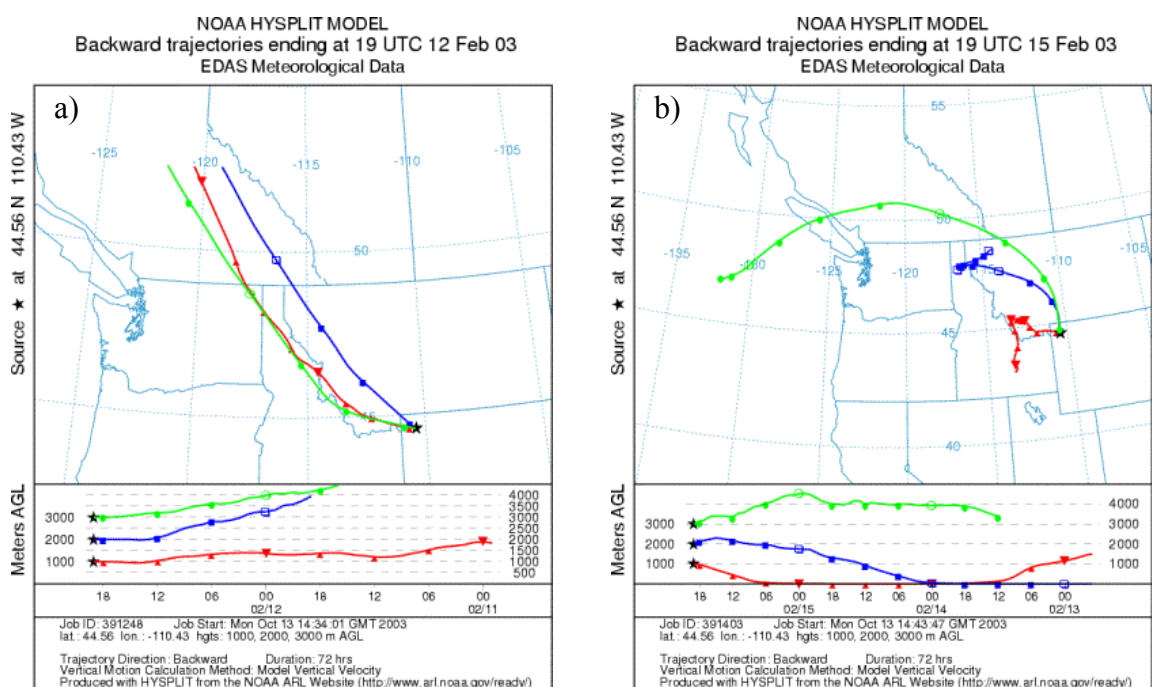 NOAA HYSPLIT MODEL
Backward trajectories ending at 19 UTC 12 Feb 03
EDAS Meteorological Data
a)
-125
-120
-115
-110
-105
50
45
Source ★ at 44.56 N 110.43 W
Meters AGL
3000
2000
1000
4000
3500
3000
2500
2000
1500
1000
500
18 12 06 00 18 12 06 00
02/12 02/11
Job ID: 391248 Job Start: Mon Oct 13 14:34:01 GMT 2003
lat.: 44.56 lon.: -110.43 hgts: 1000, 2000, 3000 m AGL
Trajectory Direction: Backward Duration: 72 hrs
Vertical Motion Calculation Method: Model Vertical Velocity
Produced with HYSPLIT from the NOAA ARL Website (http://www.arl.noaa.gov/ready/)
NOAA HYSPLIT MODEL
Backward trajectories ending at 19 UTC 15 Feb 03
EDAS Meteorological Data
b)
55
-135
-130
-125
-120
-115
-110
-105
50
45
40
Source ★ at 44.56 N 110.43 W
Meters AGL
3000
2000
1000
4000
3000
2000
1000
18 12 06 00 18 12 06 00 18 12 06 00
02/15 02/14 02/13
Job ID: 391403 Job Start: Mon Oct 13 14:43:47 GMT 2003
lat.: 44.56 lon.: -110.43 hgts: 1000, 2000, 3000 m AGL
Trajectory Direction: Backward Duration: 72 hrs
Vertical Motion Calculation Method: Model Vertical Velocity
Produced with HYSPLIT from the NOAA ARL Website (http://www.arl.noaa.gov/ready/)